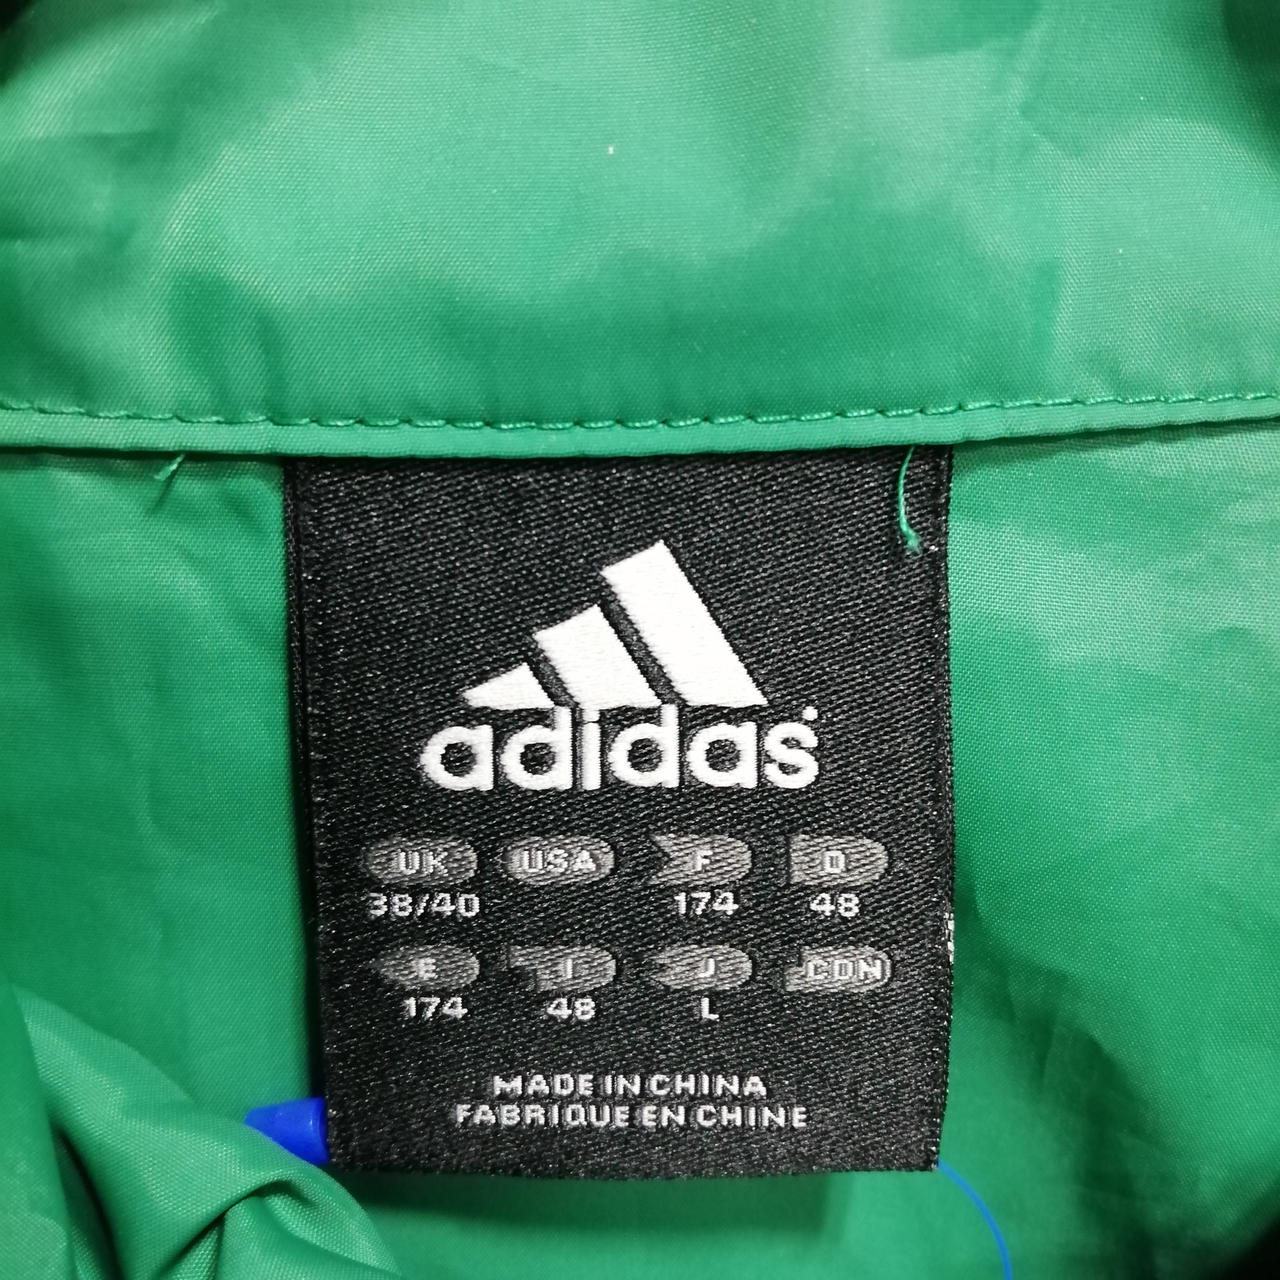 adidas
UK USA F D
38/40 174 48
E I J CDN
174 48 L
MADE IN CHINA
FABRIQUE EN CHINE